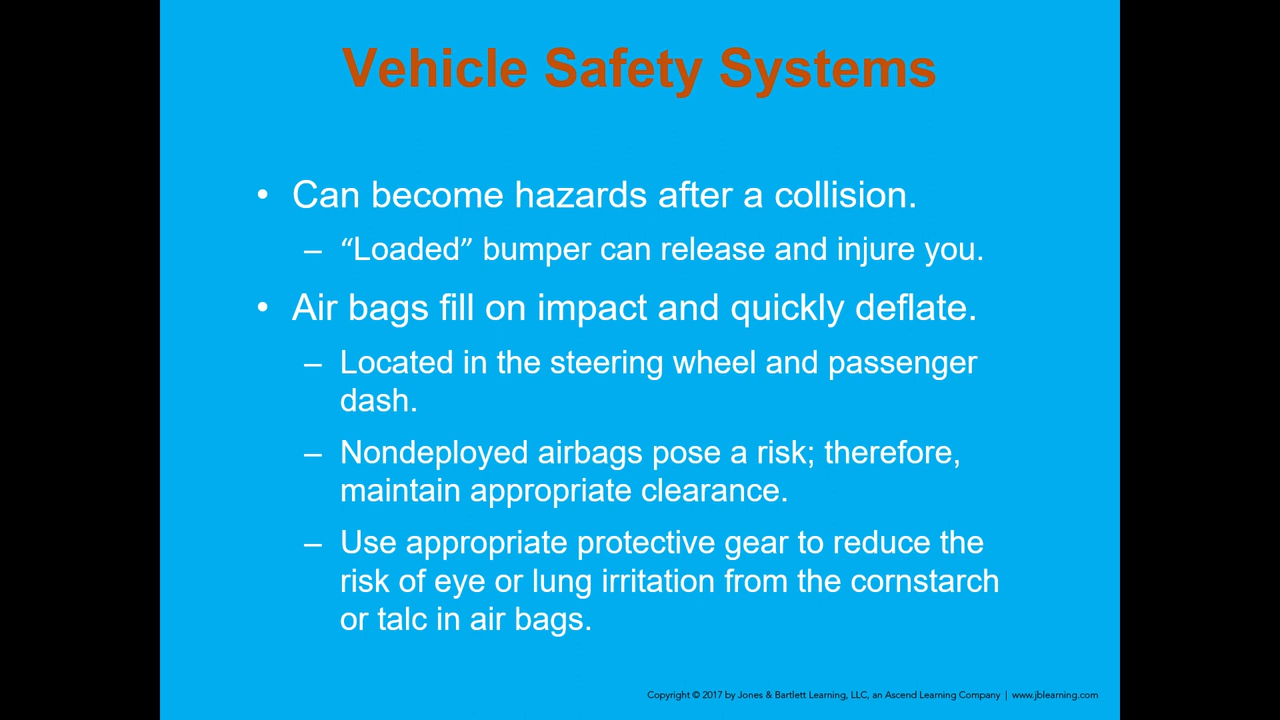 Vehicle Safety Systems
• Can become hazards after a collision.
– “Loaded” bumper can release and injure you.
• Air bags fill on impact and quickly deflate.
– Located in the steering wheel and passenger
dash.
– Nondeployed airbags pose a risk; therefore,
maintain appropriate clearance.
– Use appropriate protective gear to reduce the
risk of eye or lung irritation from the cornstarch
or talc in air bags.
Copyright © 2017 by Jones & Bartlett Learning, LLC, an Ascend Learning Company | www.jblearning.com